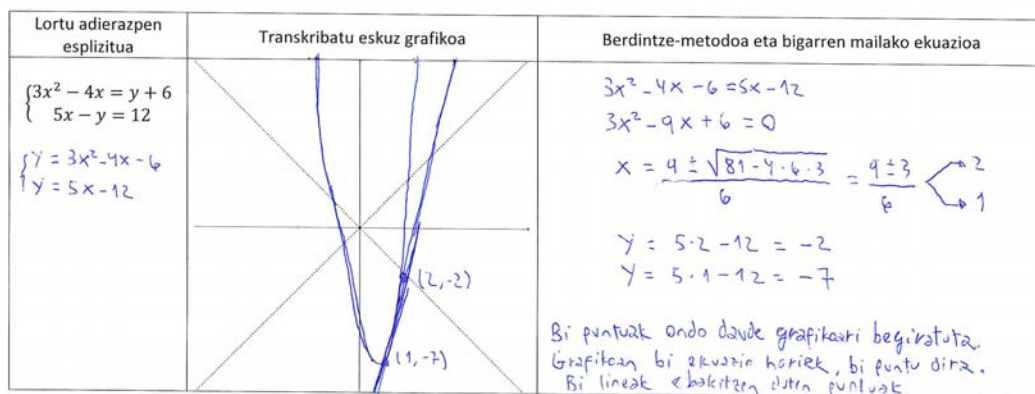 Lortu adierazpen
esplizitua
Transkribatu eskuz grafikoa
Berdintze-metodoa eta bigarren mailako ekuazioa
{3x² − 4x = y + 6
5x − y = 12
{y = 3x² - 4x - 6
y = 5x - 12
(2,-2)
(1,-7)
3x² - 4x - 6 = 5x - 12
3x² - 9x + 6 = 0
x = (9 ± √(81 - 4·6·3))/6 = (9 ± 3)/6 → 2
→ 1
y = 5·2 - 12 = -2
y = 5·1 - 12 = -7
Bi puntuak ondo daude grafikoari begiratuta.
Grafikoan bi ekuazio horiek, bi puntu dira.
Bi lineak ebakitzen duten puntuak